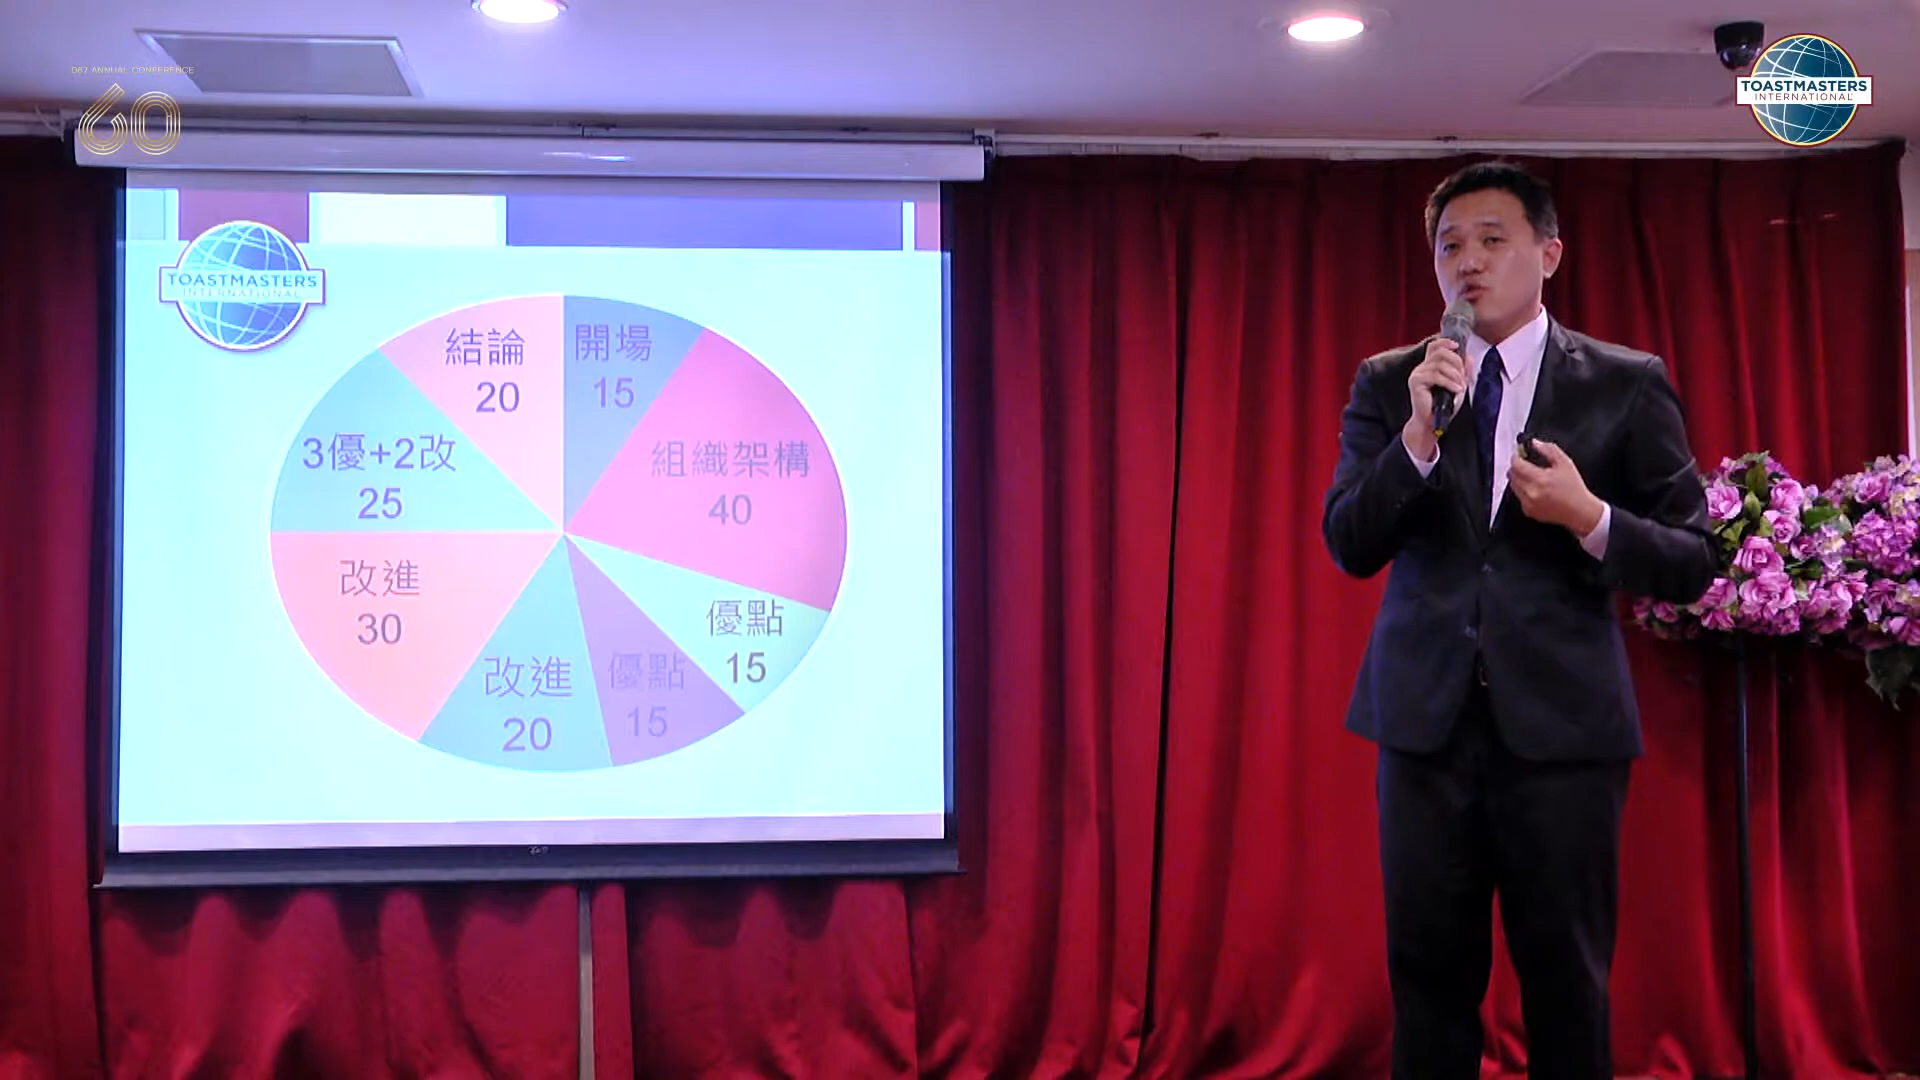 D67 ANNUAL CONFERENCE
60
TOASTMASTERS
INTERNATIONAL
TOASTMASTERS
INTERNATIONAL
開場
15
組織架構
40
優點
15
優點
15
改進
20
改進
30
3優+2改
25
結論
20